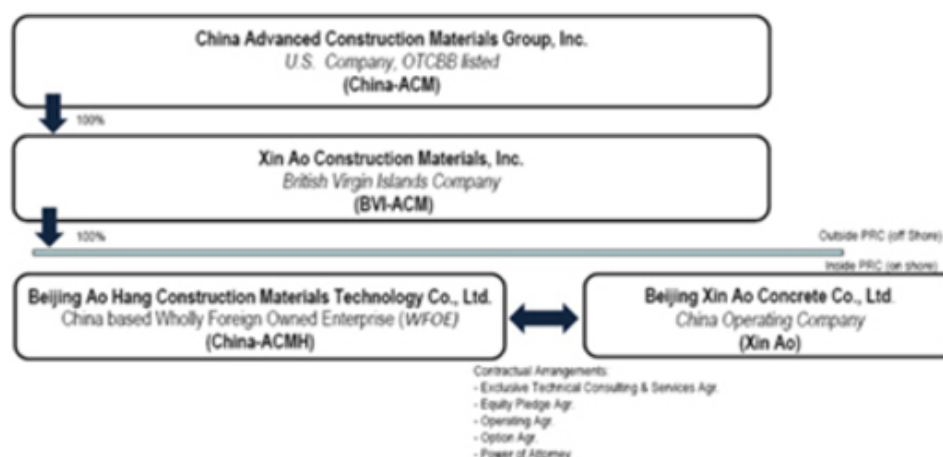 China Advanced Construction Materials Group, Inc.
U.S. Company, OTCBB listed
(China-ACM)
100%
Xin Ao Construction Materials, Inc.
British Virgin Islands Company
(BVI-ACM)
100%
Outside PRC (off Shore)
Inside PRC (on shore)
Beijing Ao Hang Construction Materials Technology Co., Ltd.
China based Wholly Foreign Owned Enterprise (WFOE)
(China-ACMH)
Beijing Xin Ao Concrete Co., Ltd.
China Operating Company
(Xin Ao)
Contractual Arrangements:
- Exclusive Technical Consulting & Services Agr.
- Equity Pledge Agr.
- Operating Agr.
- Option Agr.
- Power of Attorney